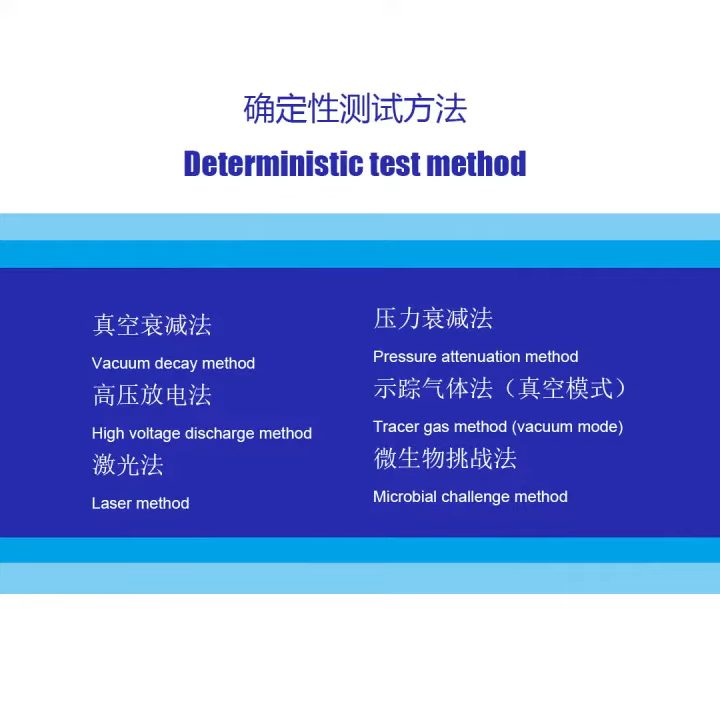 确定性测试方法
Deterministic test method
真空衰减法
Vacuum decay method
高压放电法
High voltage discharge method
激光法
Laser method
压力衰减法
Pressure attenuation method
示踪气体法（真空模式）
Tracer gas method (vacuum mode)
微生物挑战法
Microbial challenge method